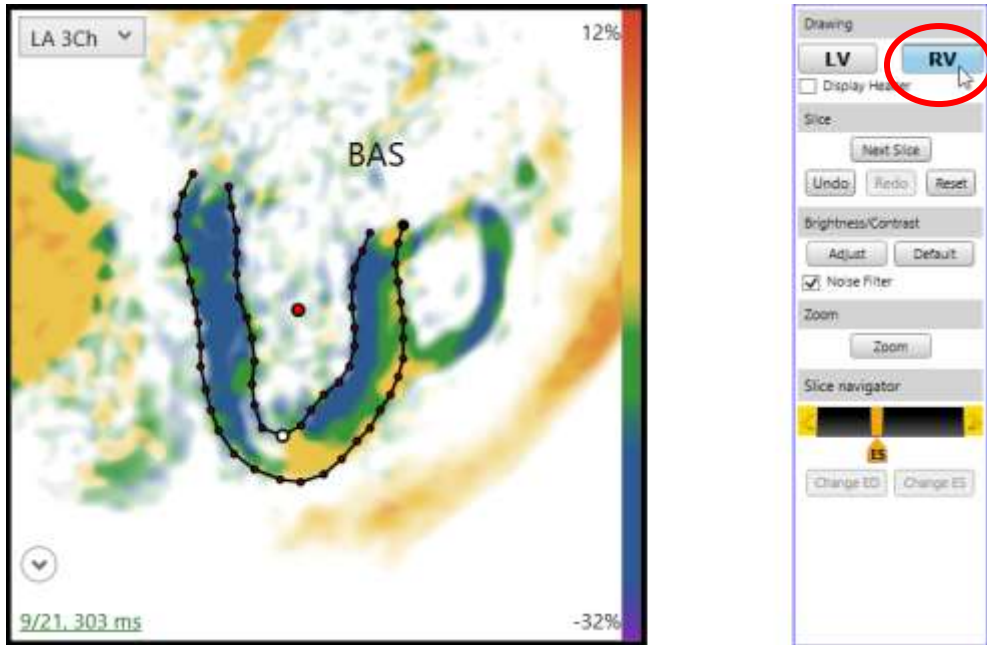 LA 3Ch
12%
BAS
9/21, 303 ms
-32%
Drawing
LV RV
Display Header
Slice
Next Slice
Undo Redo Reset
Brightness/Contrast
Adjust Default
Noise Filter
Zoom
Zoom
Slice navigator
ES
Change ED Change ES